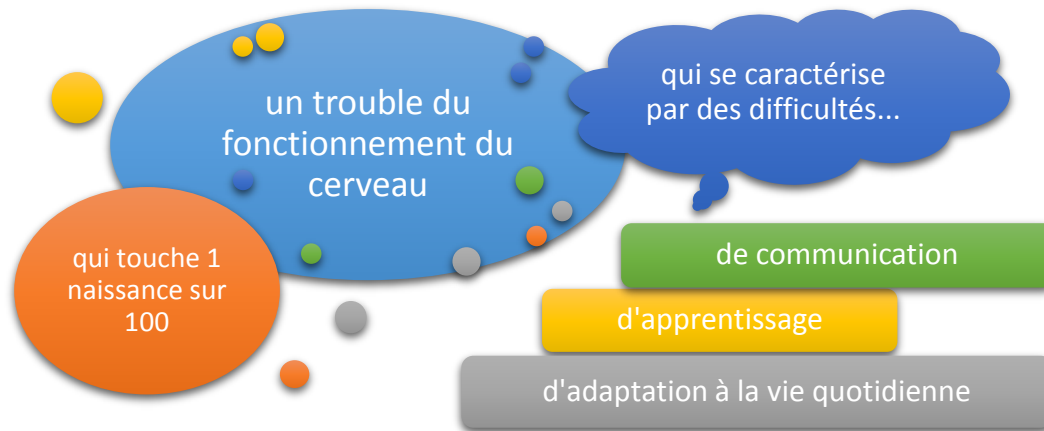 un trouble du
fonctionnement du
cerveau
qui touche 1
naissance sur
100
qui se caractérise
par des difficultés...
de communication
d'apprentissage
d'adaptation à la vie quotidienne